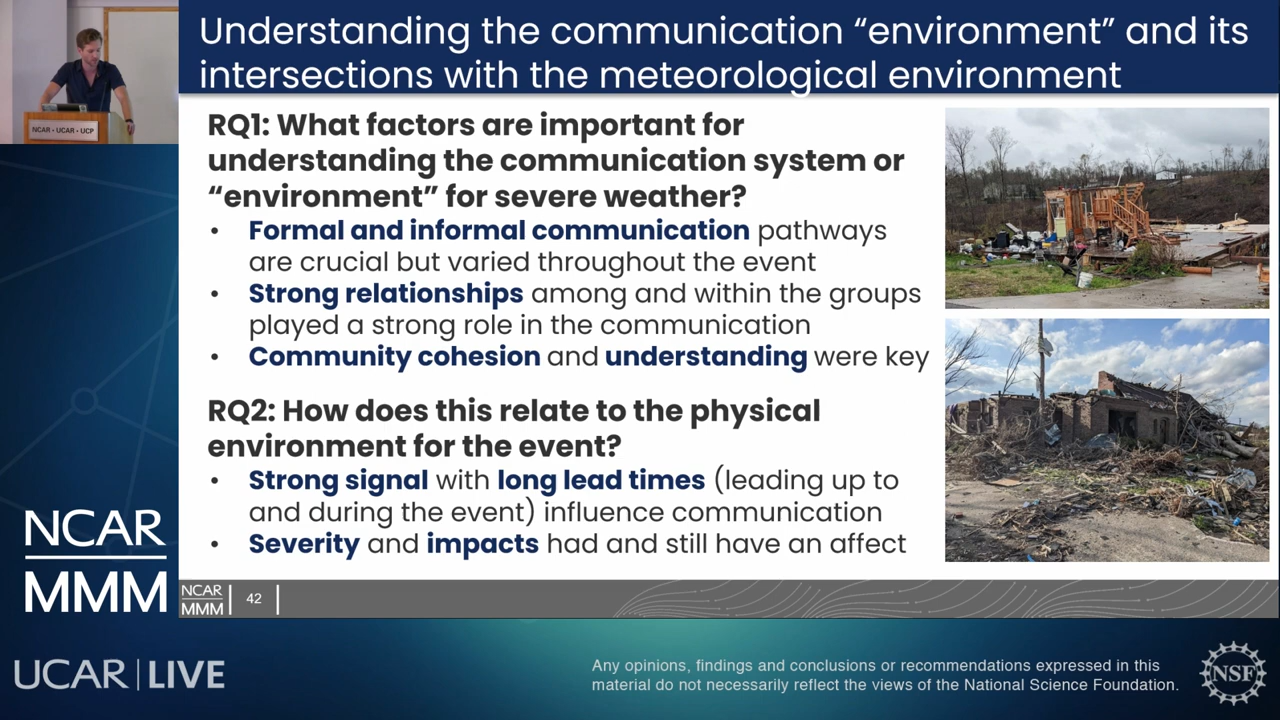 Understanding the communication “environment” and its
intersections with the meteorological environment
NCAR • UCAR • UCP
RQ1: What factors are important for
understanding the communication system or
“environment” for severe weather?
• Formal and informal communication pathways
are crucial but varied throughout the event
• Strong relationships among and within the groups
played a strong role in the communication
• Community cohesion and understanding were key
RQ2: How does this relate to the physical
environment for the event?
• Strong signal with long lead times (leading up to
and during the event) influence communication
• Severity and impacts had and still have an affect
NCAR
MMM
NCAR
MMM
42
UCAR | LIVE
Any opinions, findings and conclusions or recommendations expressed in this
material do not necessarily reflect the views of the National Science Foundation.
NSF